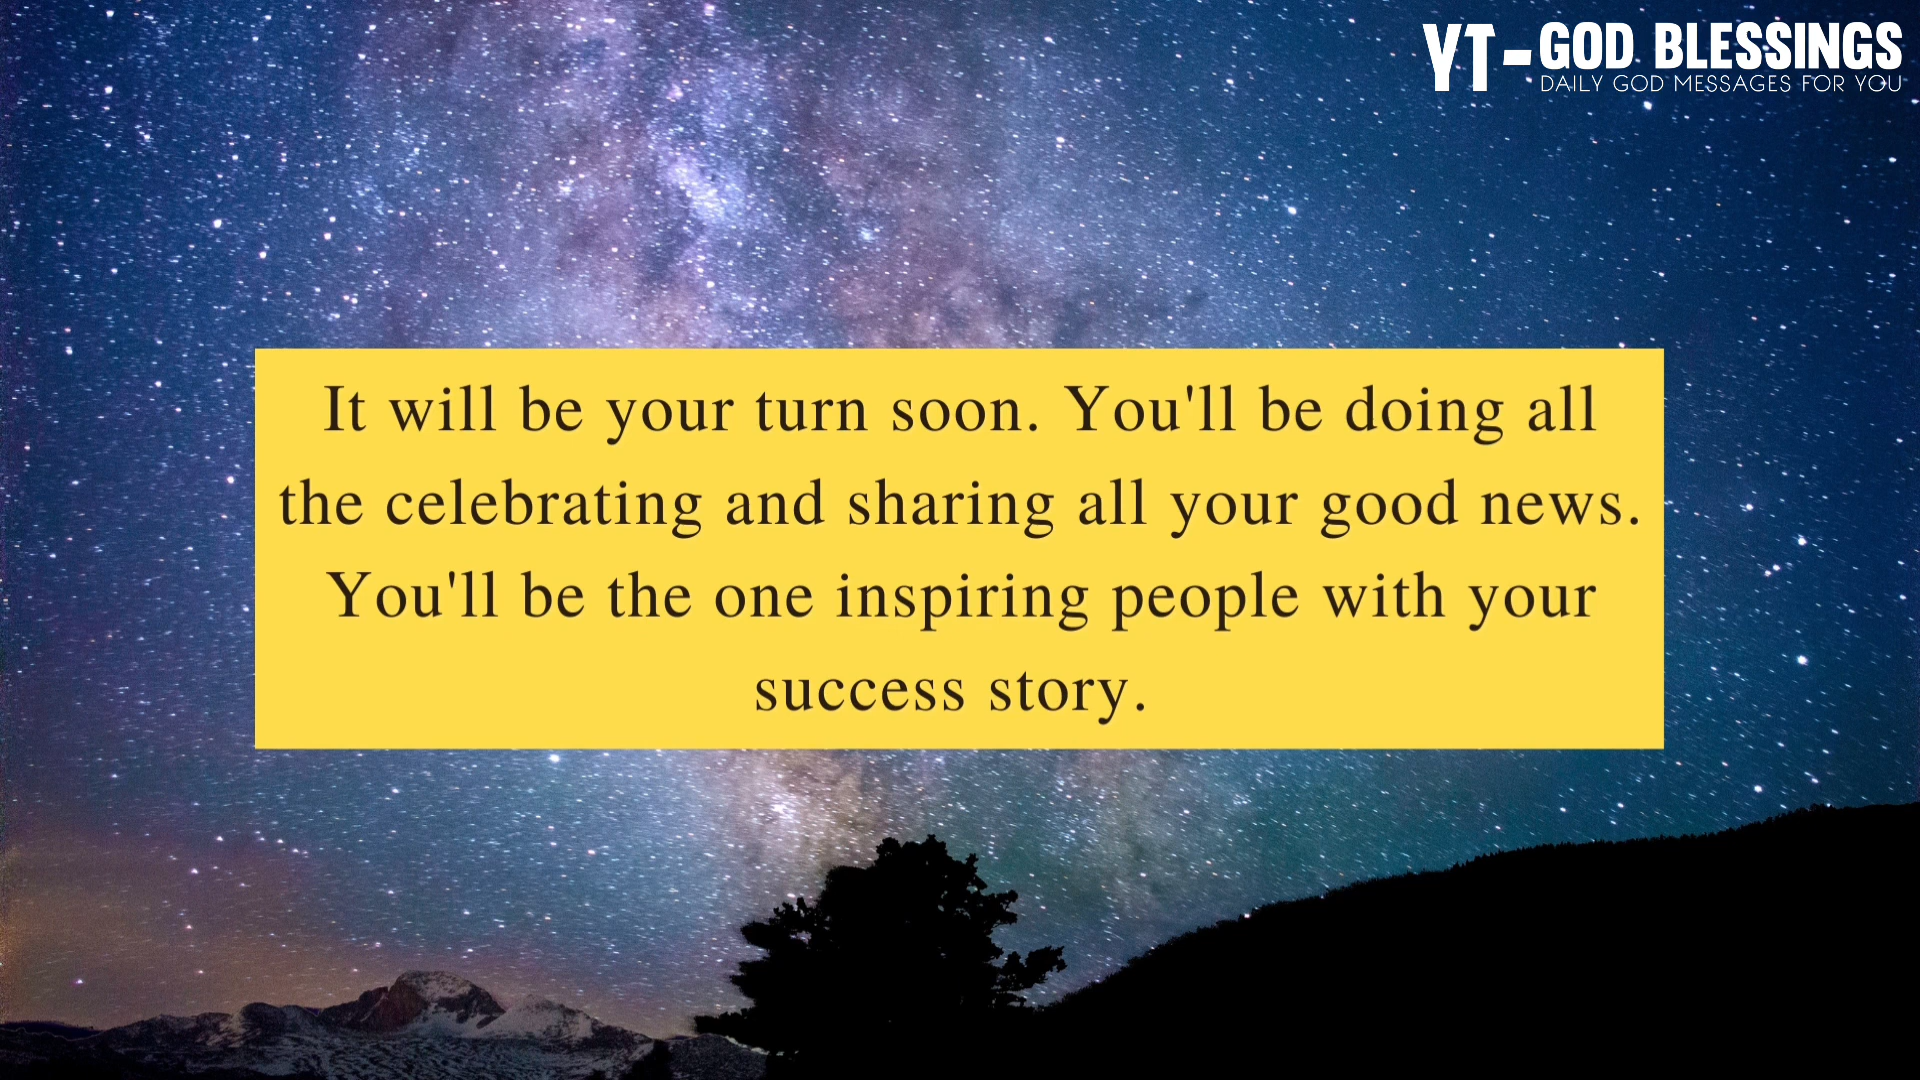 YT-GOD BLESSINGS
DAILY GOD MESSAGES FOR YOU
It will be your turn soon. You'll be doing all
the celebrating and sharing all your good news.
You'll be the one inspiring people with your
success story.